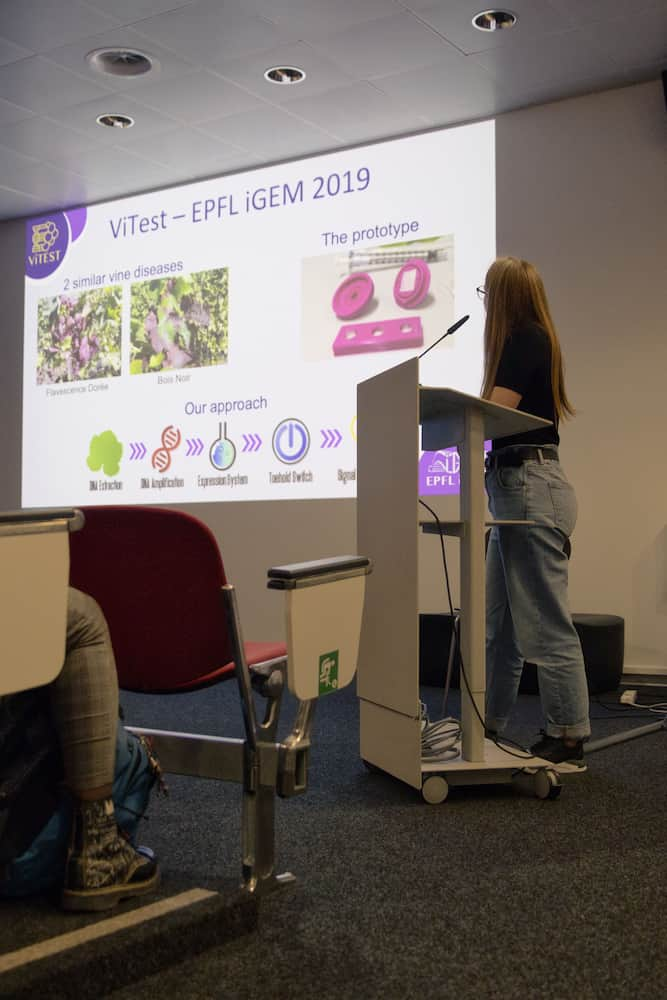 ViTest – EPFL iGEM 2019
ViTEST
2 similar vine diseases
The prototype
Flavescence Dorée
Bois Noir
Our approach
DNA Extraction
DNA Amplification
Expression System
Toehold Switch
EPFL